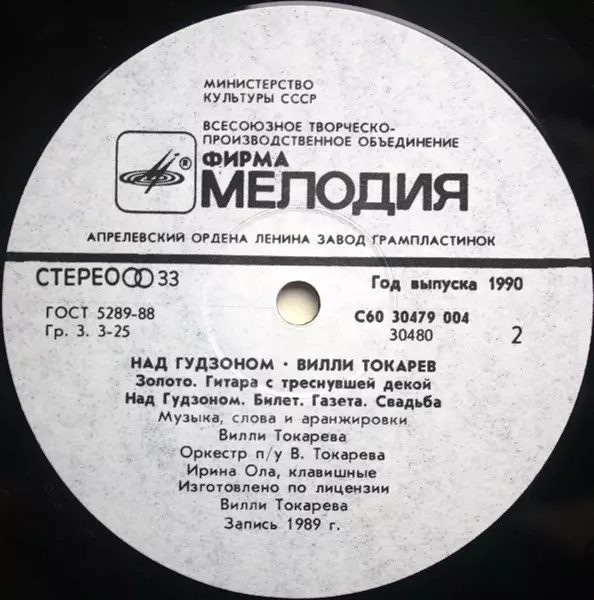 МИНИСТЕРСТВО
КУЛЬТУРЫ СССР
ВСЕСОЮЗНОЕ ТВОРЧЕСКО-
ПРОИЗВОДСТВЕННОЕ ОБЪЕДИНЕНИЕ
ФИРМА
® МЕЛОДИЯ
АПРЕЛЕВСКИЙ ОРДЕНА ЛЕНИНА ЗАВОД ГРАМПЛАСТИНОК
СТЕРЕО 33 Год выпуска 1990
ГОСТ 5289-88 С60 30479 004
Гр. 3. 3-25 30480 2
НАД ГУДЗОНОМ · ВИЛЛИ ТОКАРЕВ
Золото. Гитара с треснувшей декой
Над Гудзоном. Билет. Газета. Свадьба
Музыка, слова и аранжировки
Вилли Токарева
Оркестр п/у В. Токарева
Ирина Ола, клавишные
Изготовлено по лицензии
Вилли Токарева
Запись 1989 г.